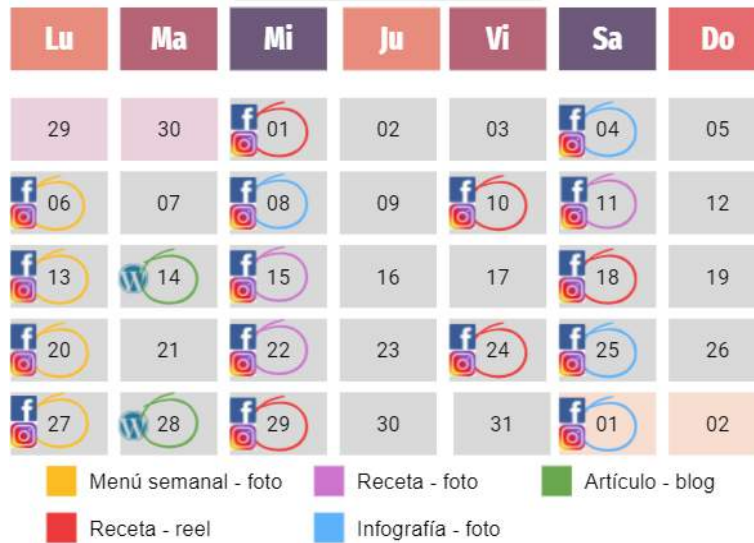 Lu Ma Mi Ju Vi Sa Do
29 30 01 02 03 04 05
06 07 08 09 10 11 12
13 14 15 16 17 18 19
20 21 22 23 24 25 26
27 28 29 30 31 01 02
Menú semanal - foto Receta - foto Artículo - blog
Receta - reel Infografía - foto